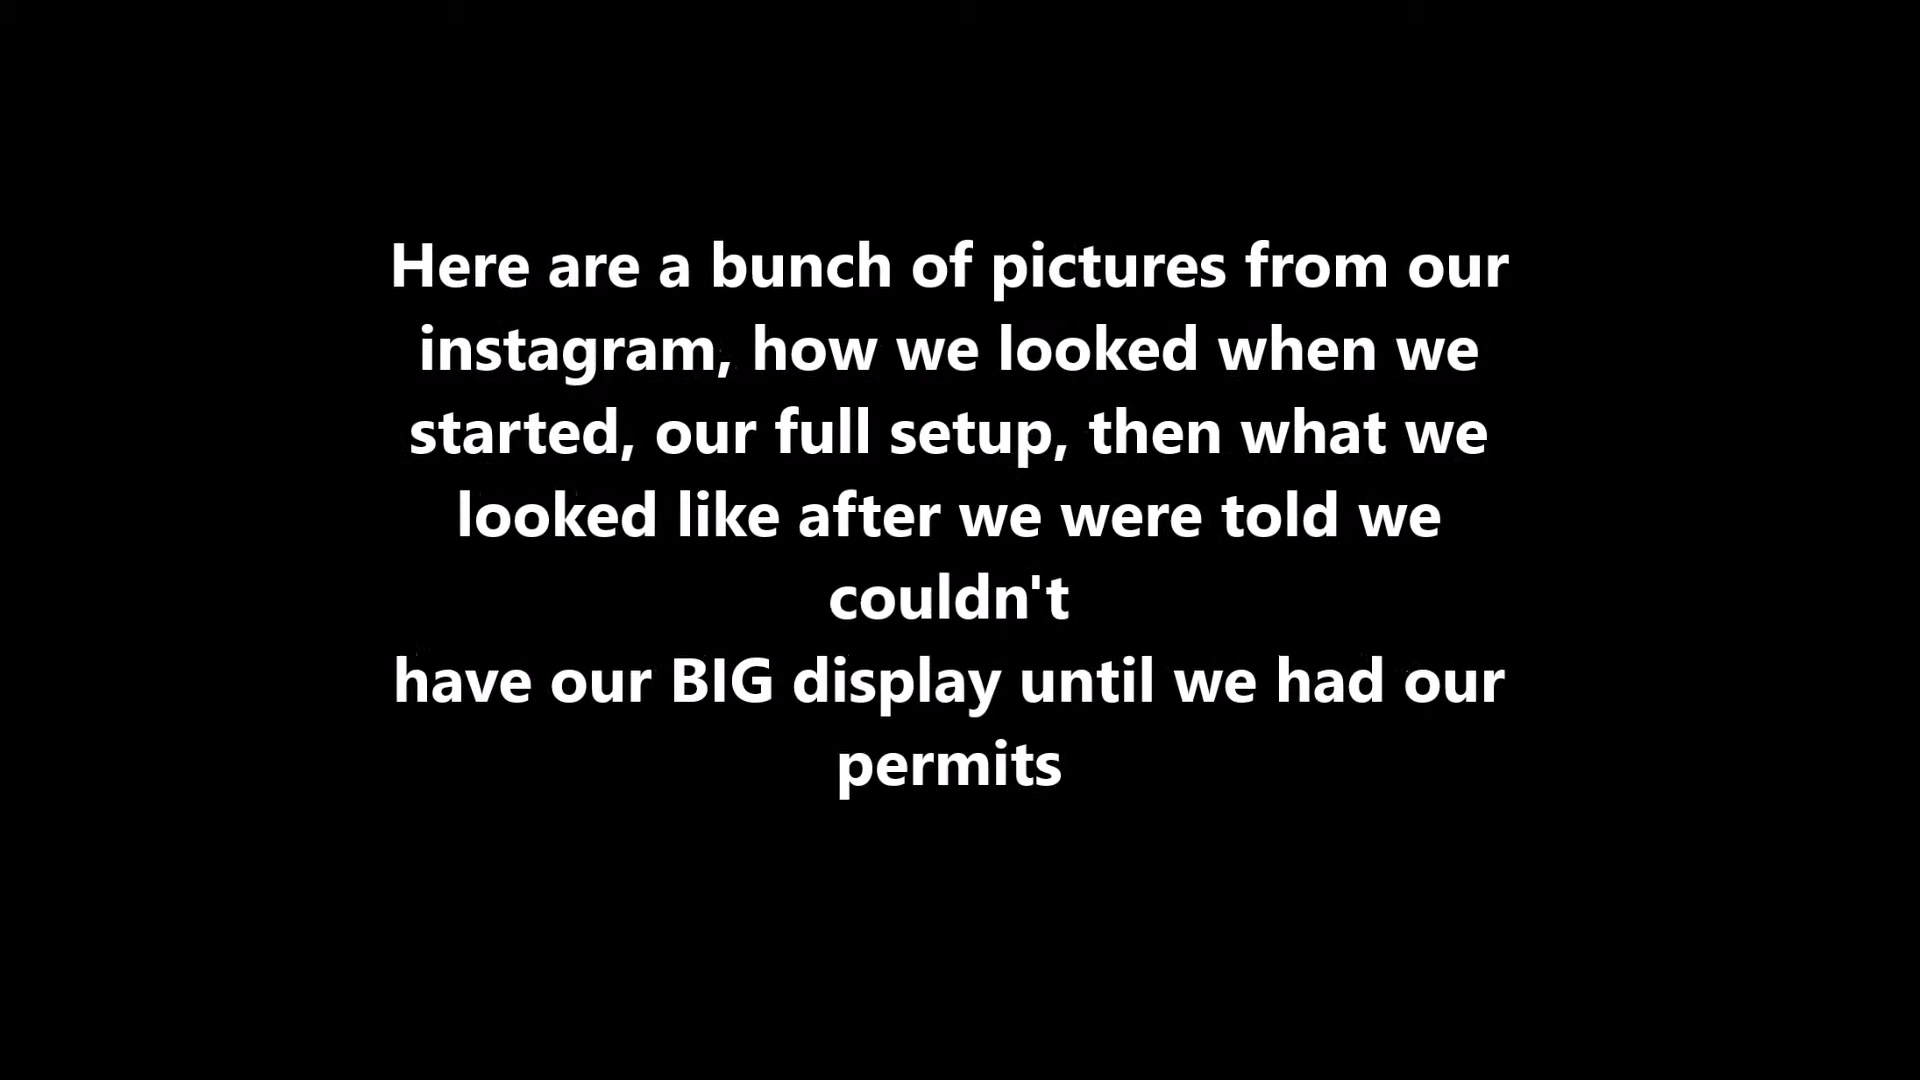 Here are a bunch of pictures from our
instagram, how we looked when we
started, our full setup, then what we
looked like after we were told we
couldn't
have our BIG display until we had our
permits